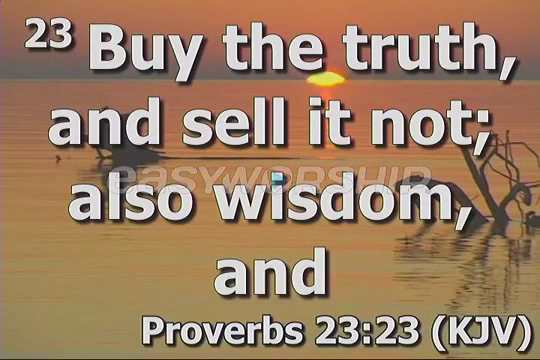 23 Buy the truth,
and sell it not;
easyworship
also wisdom,
and
Proverbs 23:23 (KJV)